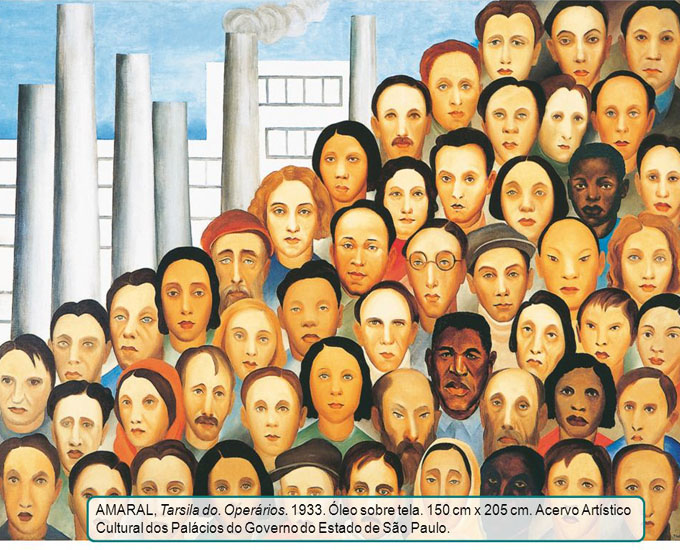 AMARAL, Tarsila do. Operários. 1933. Óleo sobre tela. 150 cm x 205 cm. Acervo Artístico
Cultural dos Palácios do Governo do Estado de São Paulo.